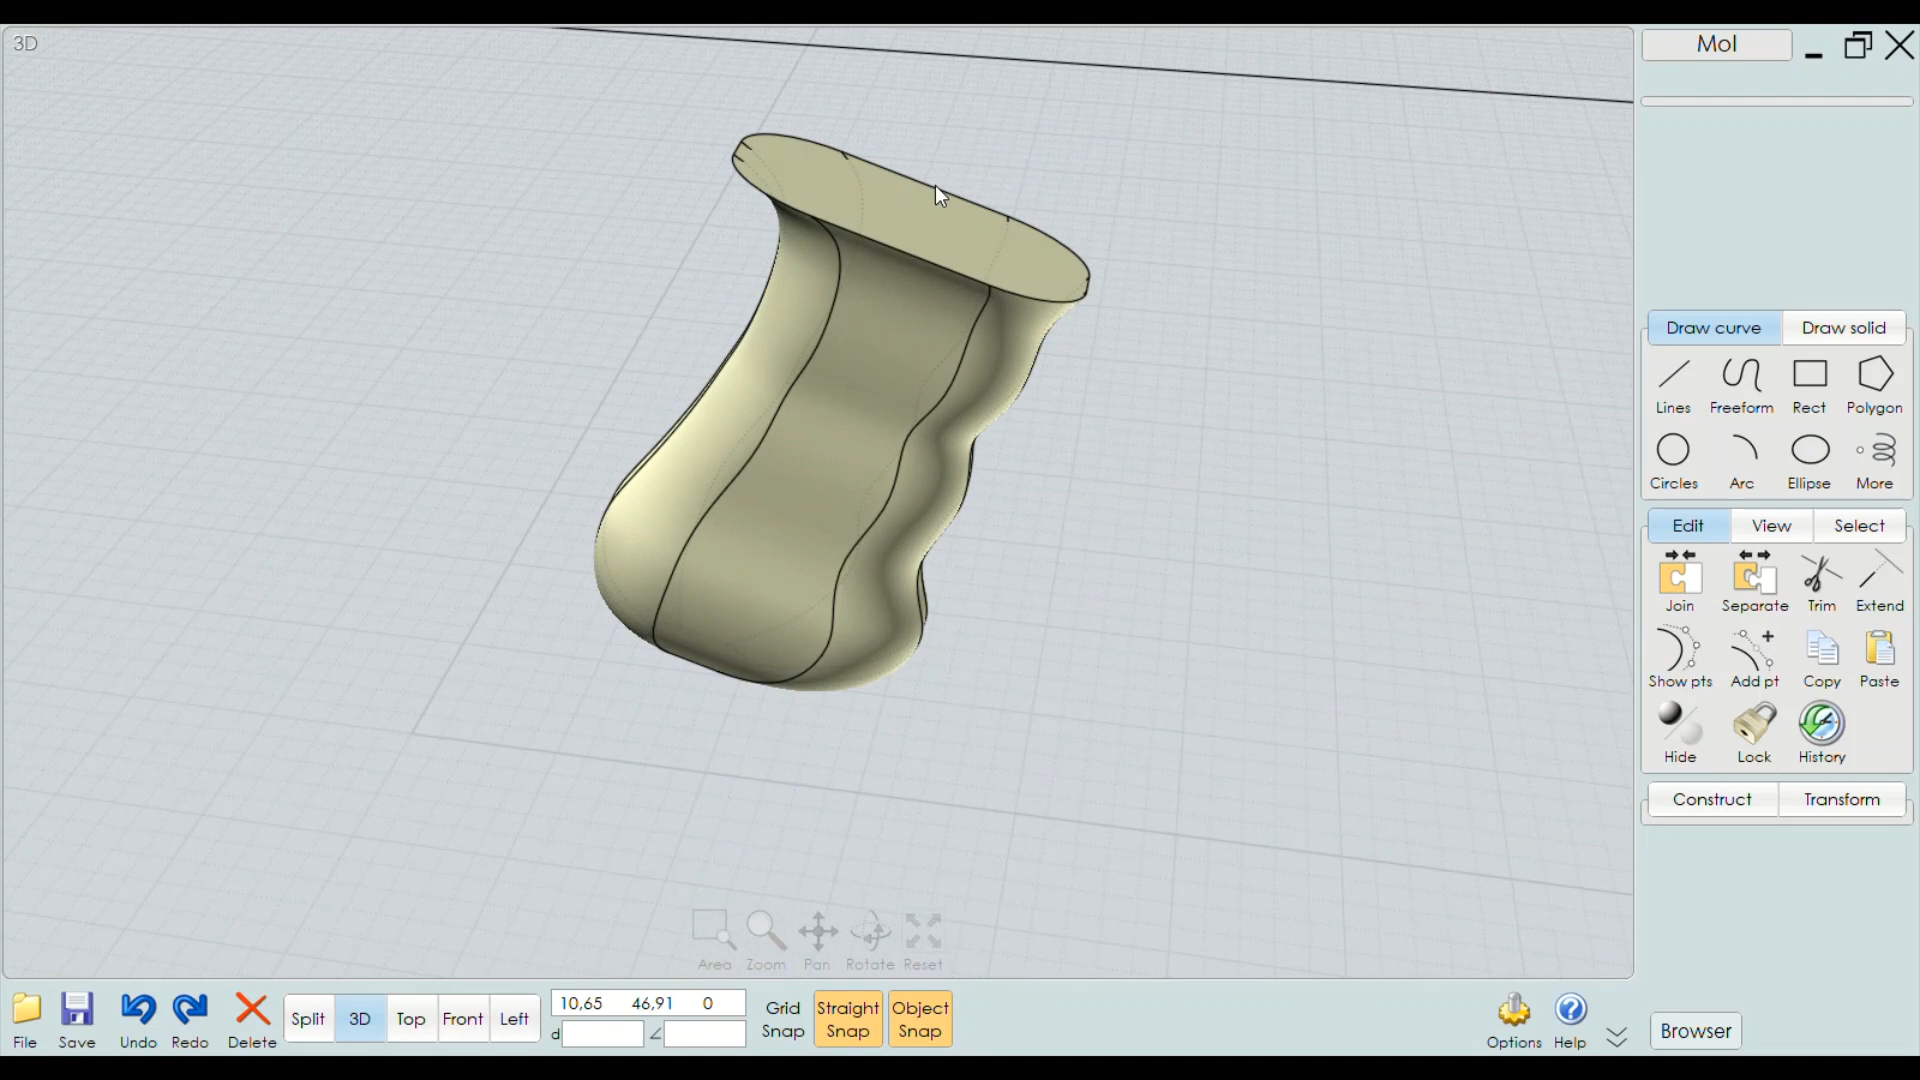 3D
MoI
Draw curve Draw solid
Lines Freeform Rect Polygon
Circles Arc Ellipse More
Edit View Select
Join Separate Trim Extend
Show pts Add pt Copy Paste
Hide Lock History
Construct Transform
Area Zoom Pan Rotate Reset
File Save Undo Redo Delete
Split 3D Top Front Left
10,65 46,91 0
d ∠
Grid Snap
Straight Snap
Object Snap
Options Help
Browser